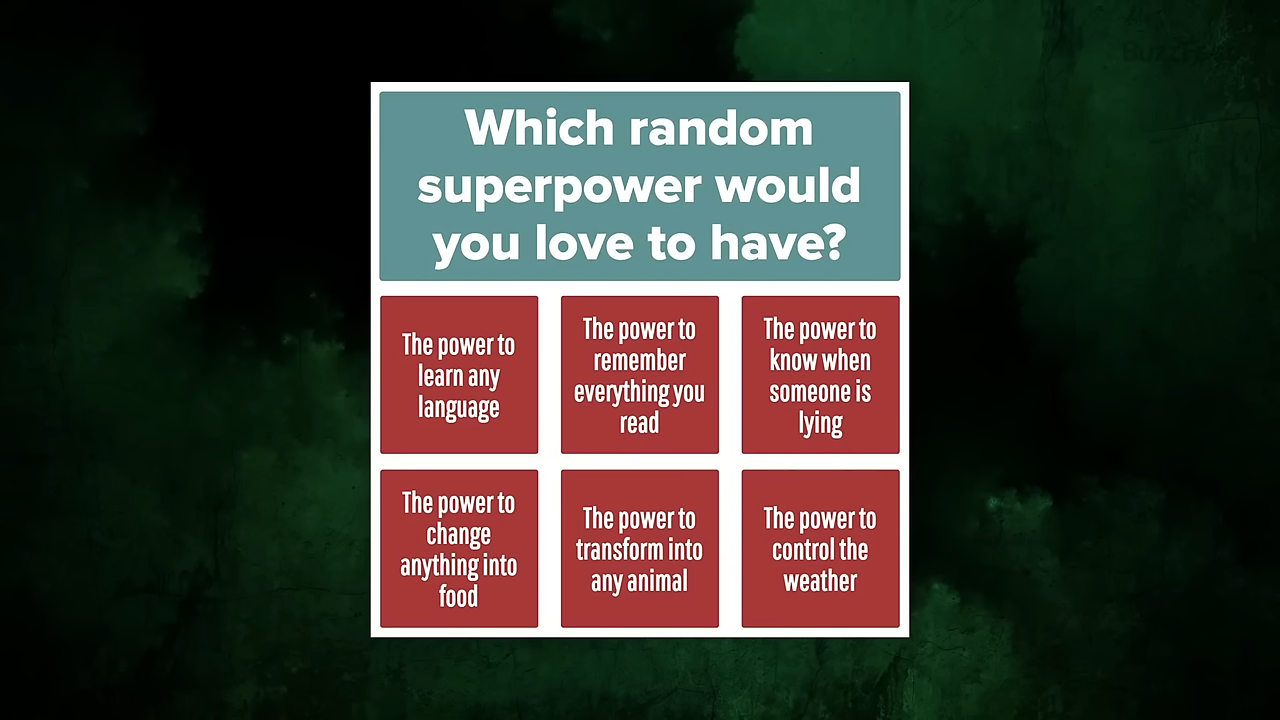 Which random
superpower would
you love to have?
The power to
learn any
language
The power to
remember
everything you
read
The power to
know when
someone is
lying
The power to
change
anything into
food
The power to
transform into
any animal
The power to
control the
weather